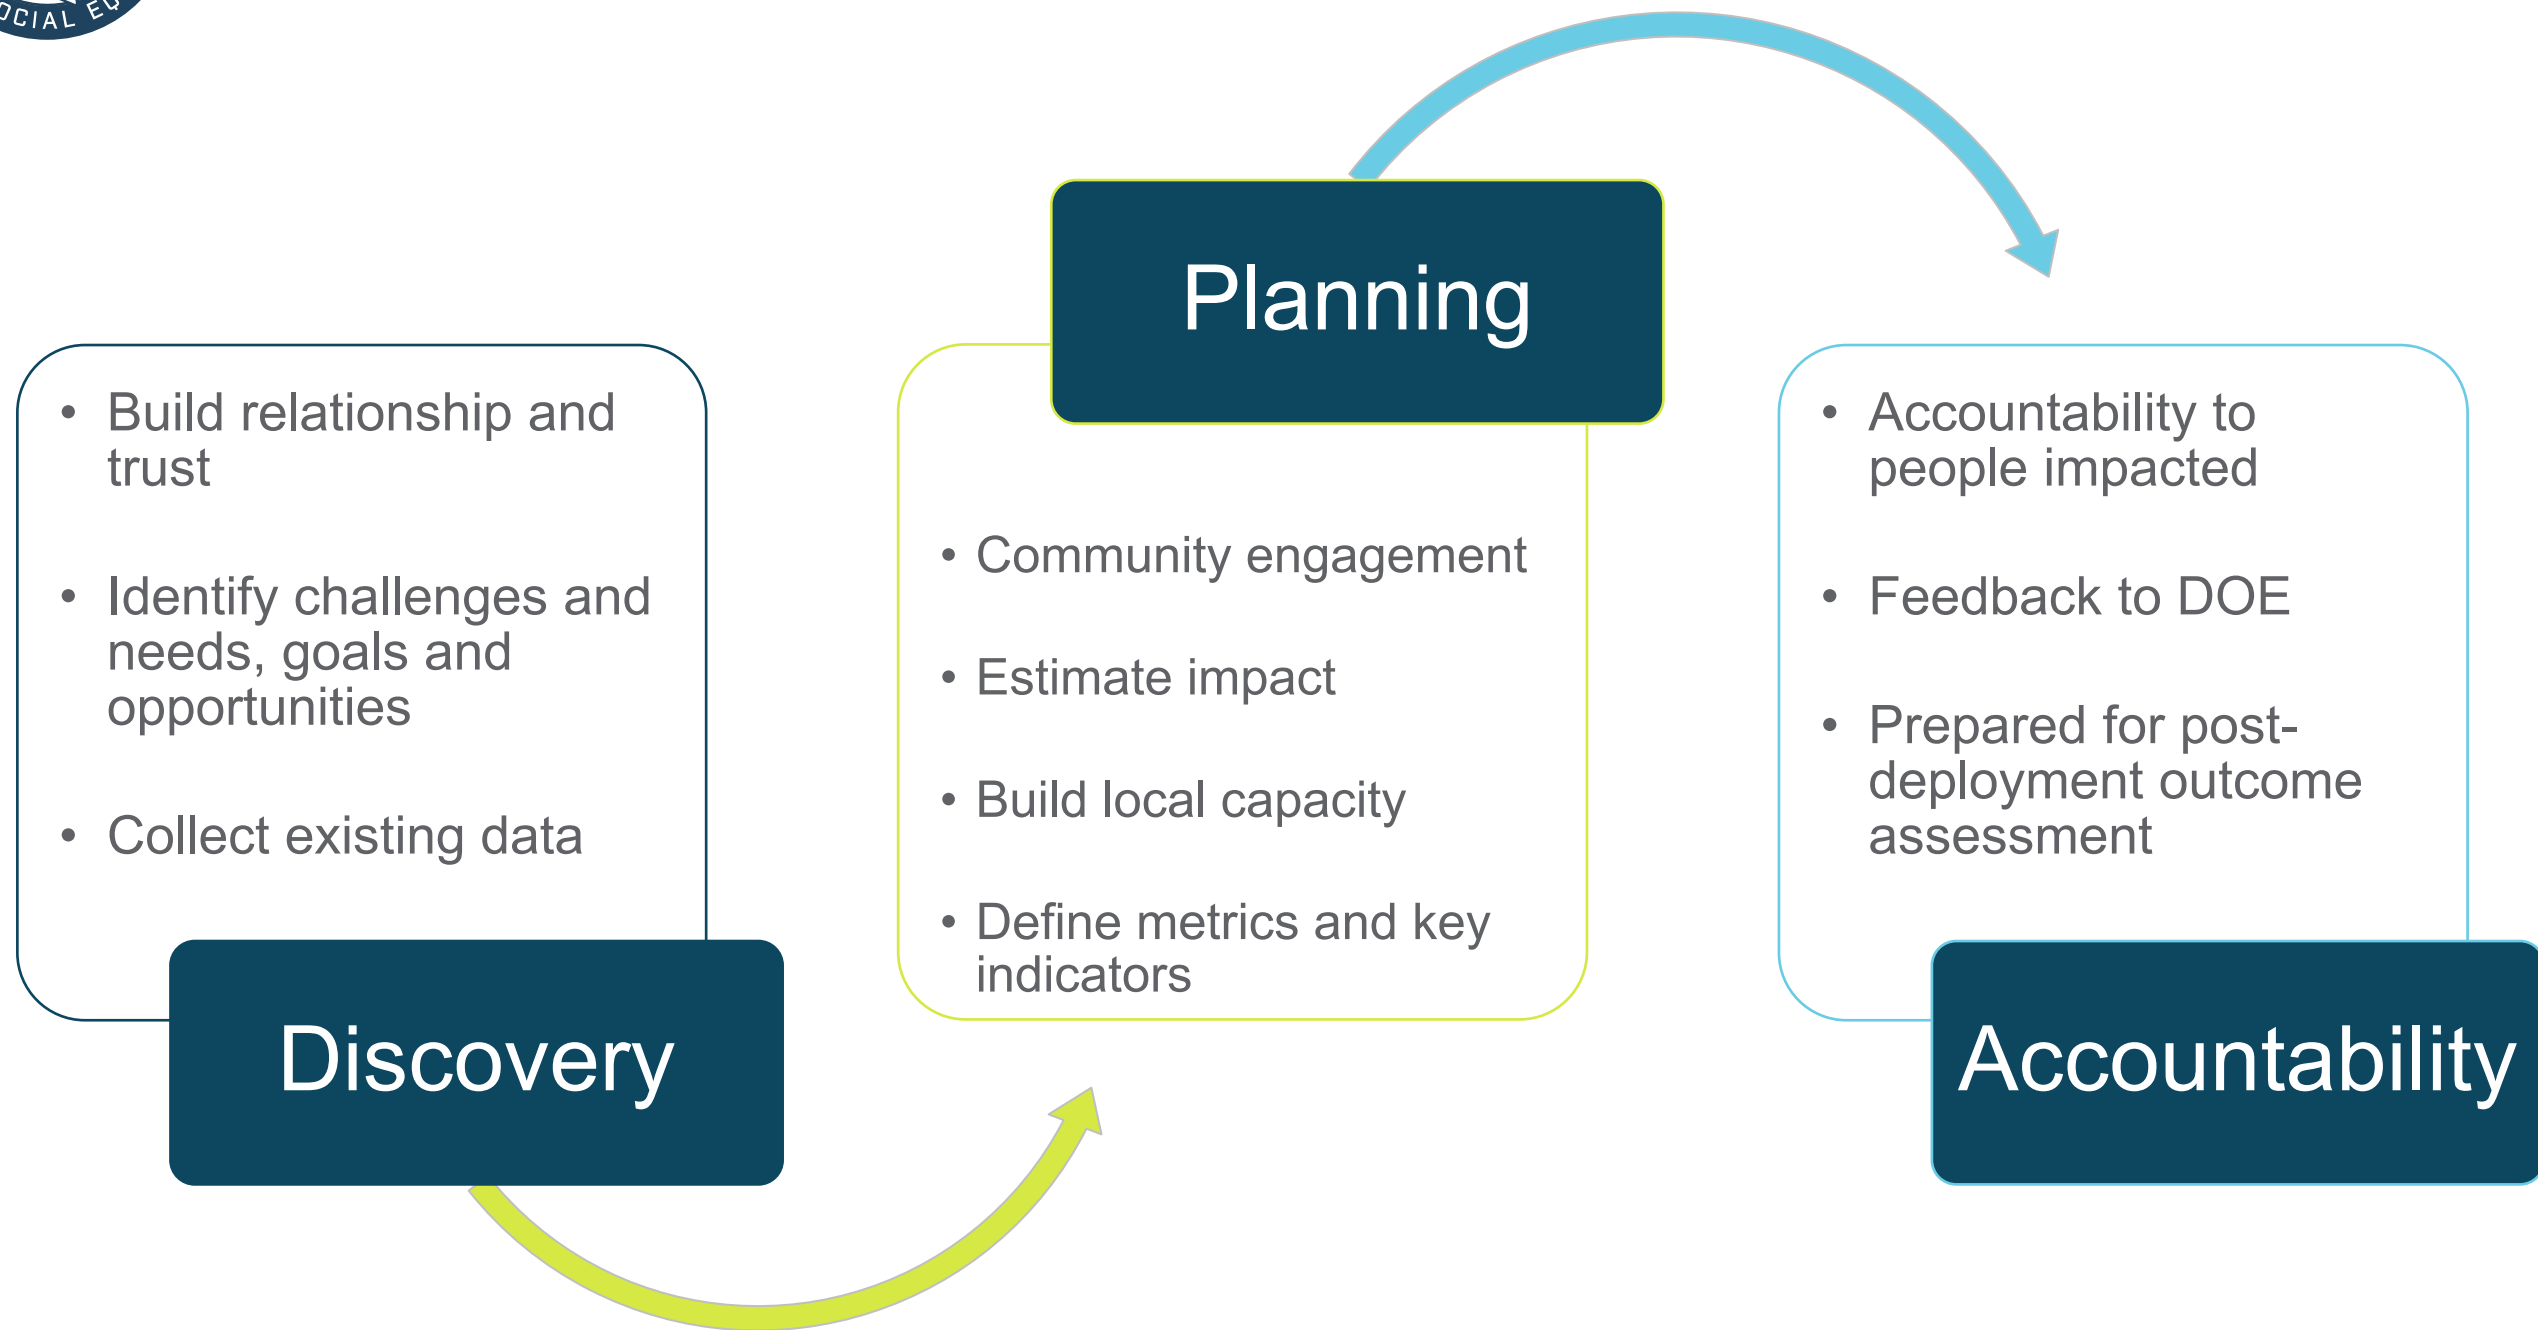 SOCIAL
Planning
• Build relationship and
trust
• Identify challenges and
needs, goals and
opportunities
• Collect existing data
Discovery
• Community engagement
• Estimate impact
• Build local capacity
• Define metrics and key
indicators
• Accountability to
people impacted
• Feedback to DOE
• Prepared for post-
deployment outcome
assessment
Accountability